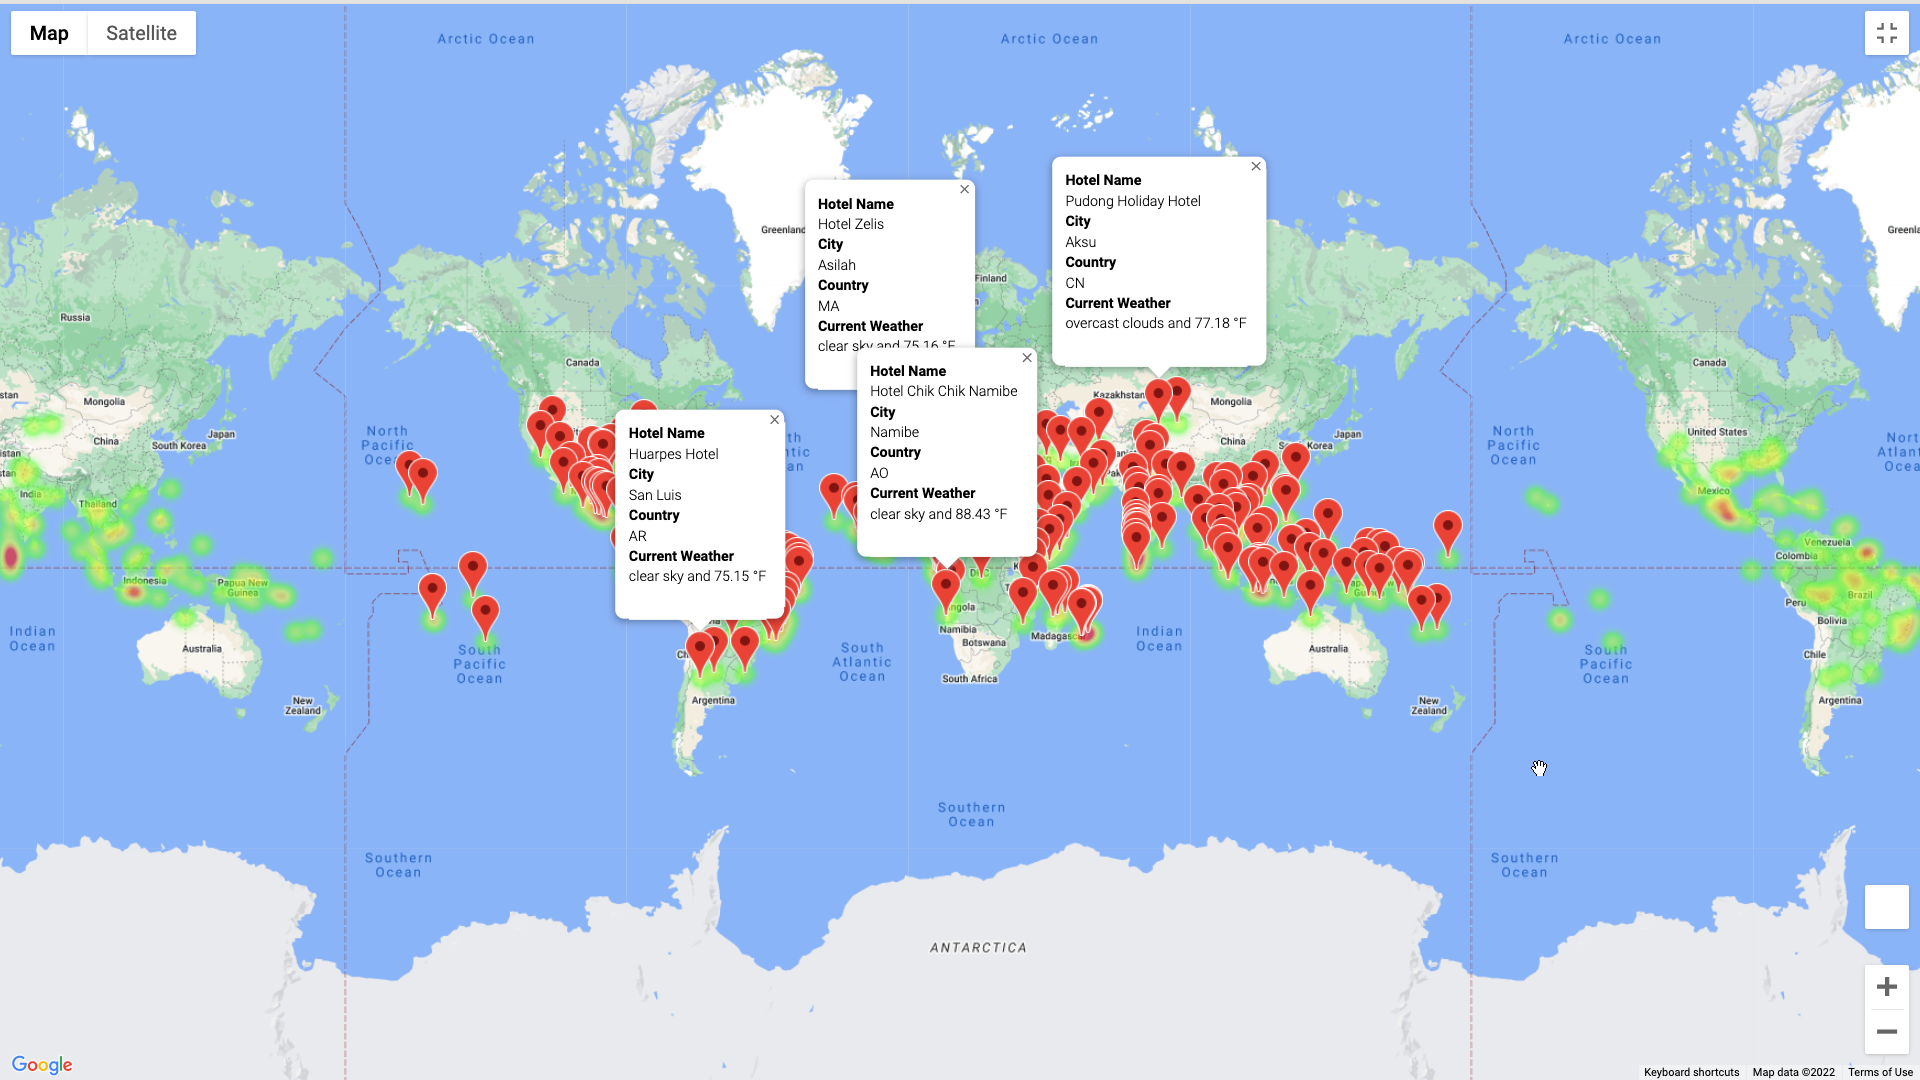 Map
Satellite
Arctic Ocean
Arctic Ocean
Arctic Ocean
Hotel Name
Pudong Holiday Hotel
City
Aksu
Country
CN
Current Weather
overcast clouds and 77.18 °F
Hotel Name
Hotel Zelis
City
Asilah
Country
MA
Current Weather
clear sky and 75.16 °F
Hotel Name
Hotel Chik Chik Namibe
City
Namibe
Country
AO
Current Weather
clear sky and 88.43 °F
Hotel Name
Huarpes Hotel
City
San Luis
Country
AR
Current Weather
clear sky and 75.15 °F
Greenland
Finland
Russia
Canada
Canada
Kazakhstan
Mongolia
Mongolia
China
China
Japan
Japan
South Korea
United States
North
Pacific
Ocean
North
Pacific
Ocean
India
Thailand
Mexico
Venezuela
Colombia
Indonesia
Papua New
Guinea
Brazil
Peru
Bolivia
Chile
Argentina
Argentina
Indian
Ocean
Indian
Ocean
Australia
Australia
New
Zealand
New
Zealand
South
Pacific
Ocean
South
Pacific
Ocean
South
Atlantic
Ocean
Namibia
Botswana
South Africa
Southern
Ocean
Southern
Ocean
Southern
Ocean
ANTARCTICA
Google
Keyboard shortcuts
Map data ©2022
Terms of Use